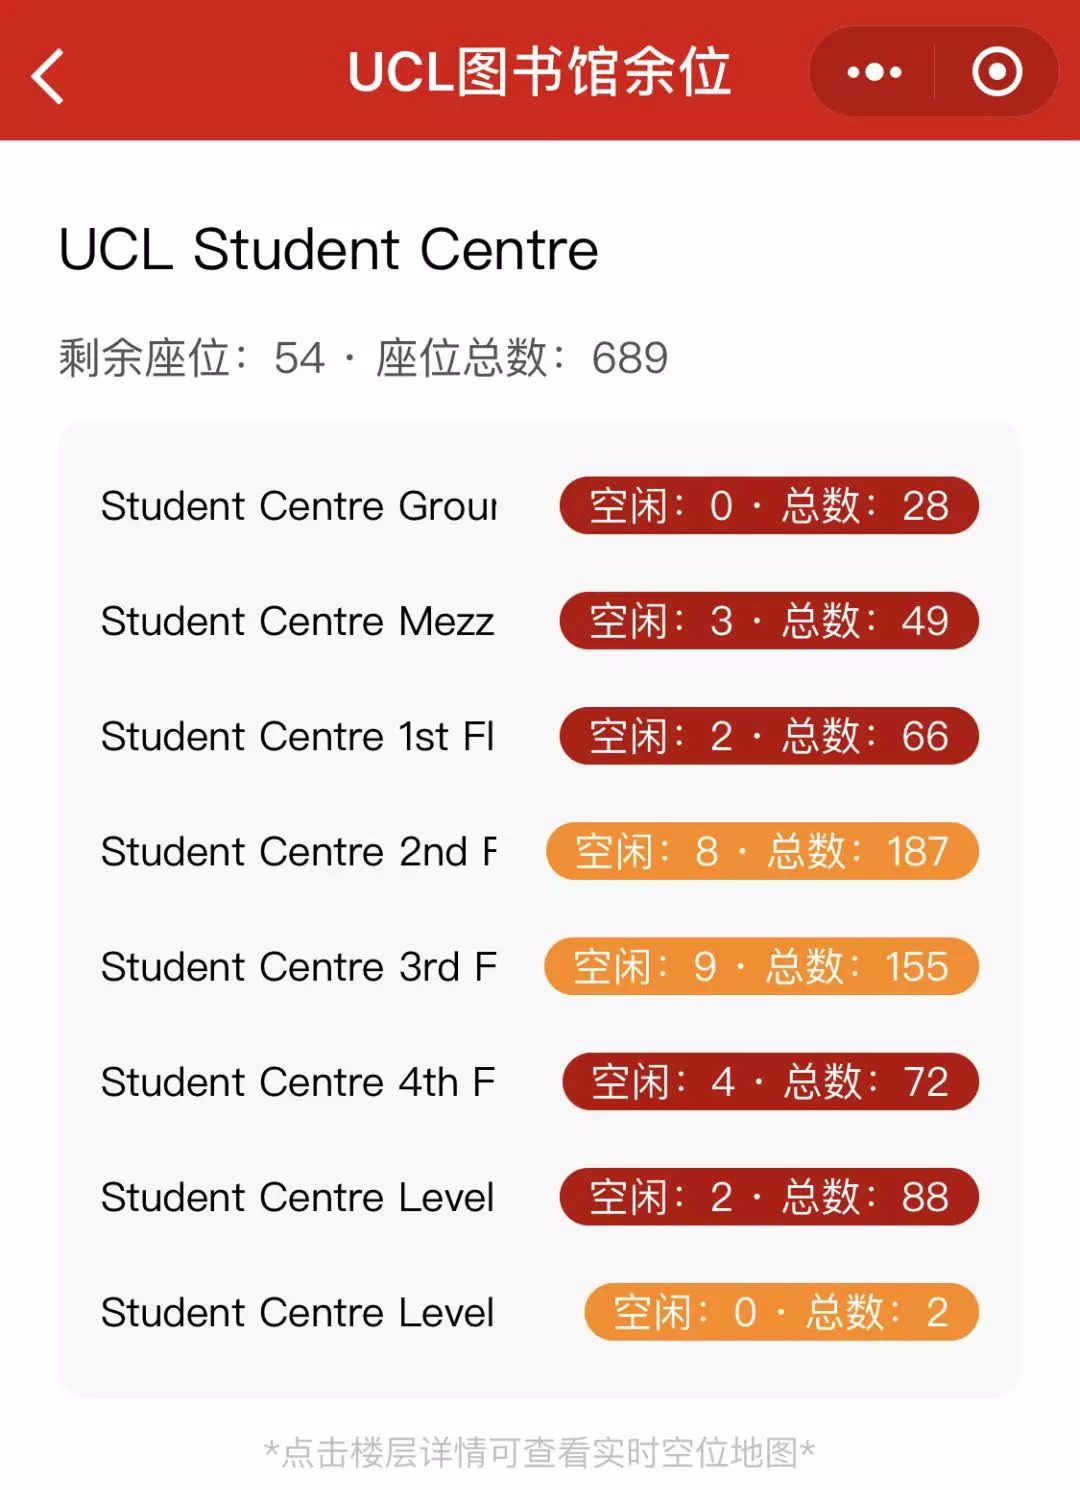 UCL图书馆余位
UCL Student Centre
剩余座位：54 · 座位总数：689
Student Centre Groun 空闲：0 · 总数：28
Student Centre Mezz 空闲：3 · 总数：49
Student Centre 1st Fl 空闲：2 · 总数：66
Student Centre 2nd F 空闲：8 · 总数：187
Student Centre 3rd F 空闲：9 · 总数：155
Student Centre 4th F 空闲：4 · 总数：72
Student Centre Level 空闲：2 · 总数：88
Student Centre Level 空闲：0 · 总数：2
*点击楼层详情可查看实时空位地图*